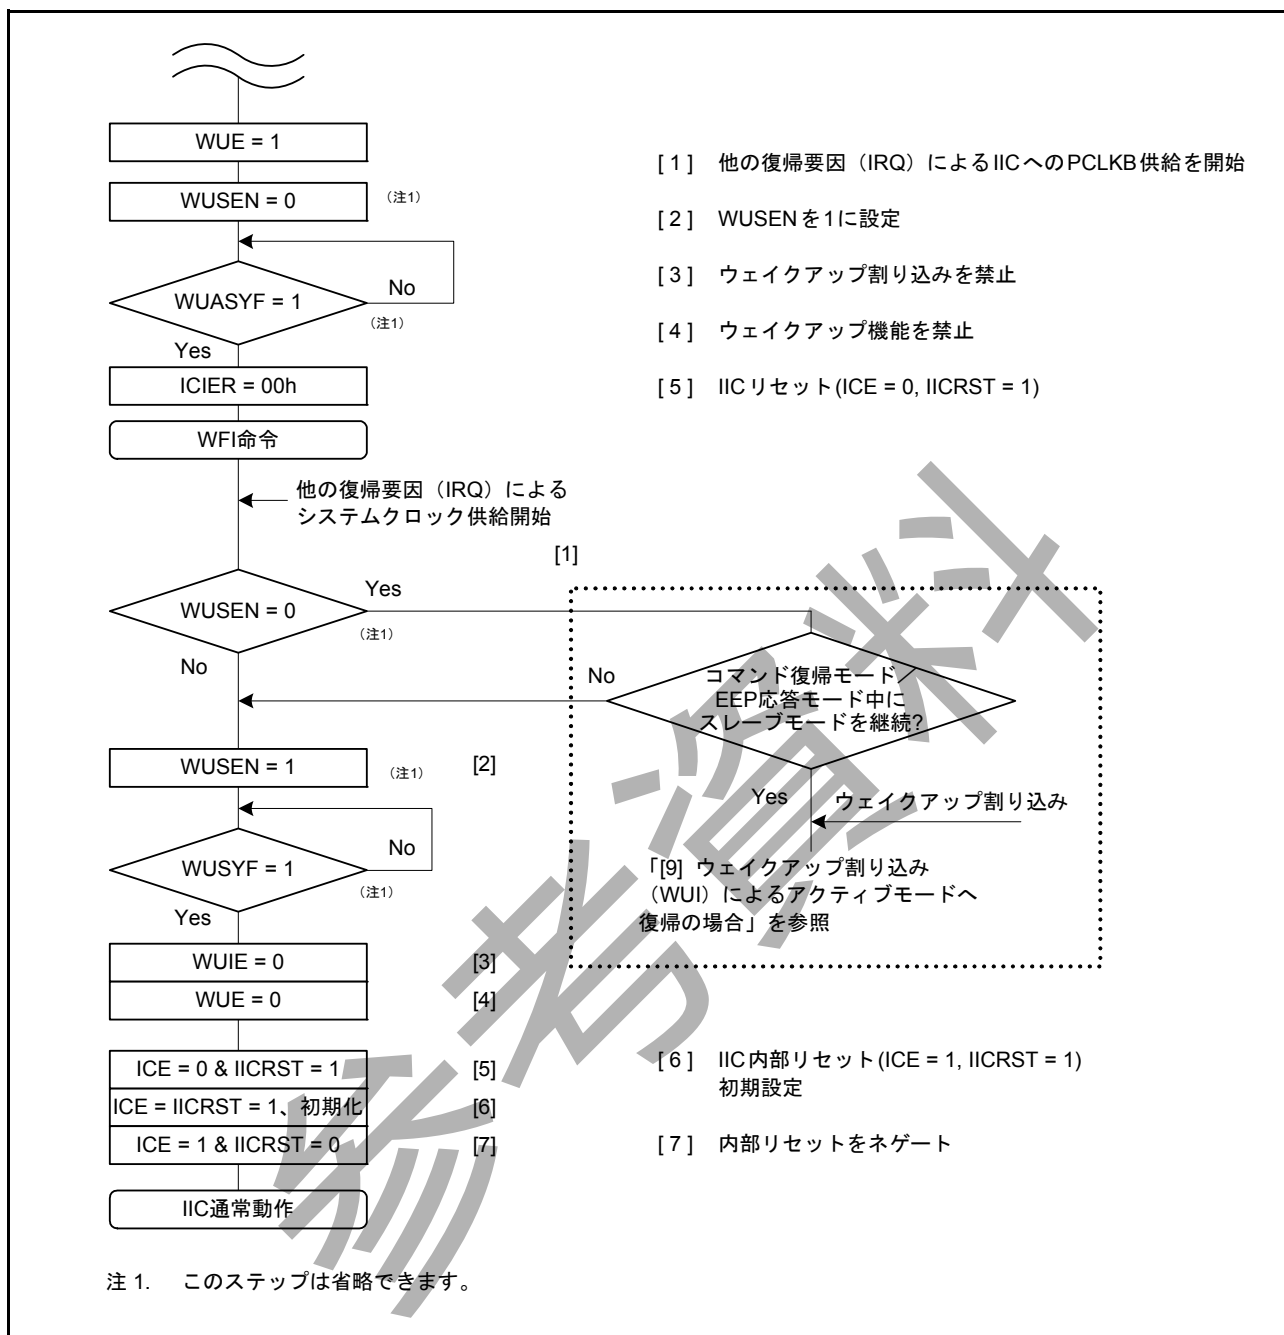 WUE = 1
WUSEN = 0
（注1）
WUASYF = 1
No
（注1）
Yes
ICIER = 00h
WFI命令
他の復帰要因（IRQ）による
システムクロック供給開始
[1]
WUSEN = 0
Yes
（注1）
No
No
コマンド復帰モード／
EEP応答モード中に
スレーブモードを継続?
Yes
ウェイクアップ割り込み
「[9] ウェイクアップ割り込み
（WUI）によるアクティブモードへ
復帰の場合」を参照
WUSEN = 1
（注1）
[2]
WUSYF = 1
No
（注1）
Yes
WUIE = 0
[3]
WUE = 0
[4]
ICE = 0 & IICRST = 1
[5]
ICE = IICRST = 1、初期化
[6]
ICE = 1 & IICRST = 0
[7]
IIC通常動作
[ 1 ] 他の復帰要因（IRQ）によるIICへのPCLKB供給を開始
[ 2 ] WUSENを1に設定
[ 3 ] ウェイクアップ割り込みを禁止
[ 4 ] ウェイクアップ機能を禁止
[ 5 ] IICリセット(ICE = 0, IICRST = 1)
[ 6 ] IIC内部リセット(ICE = 1, IICRST = 1)
初期設定
[ 7 ] 内部リセットをネゲート
注 1. このステップは省略できます。
参考資料